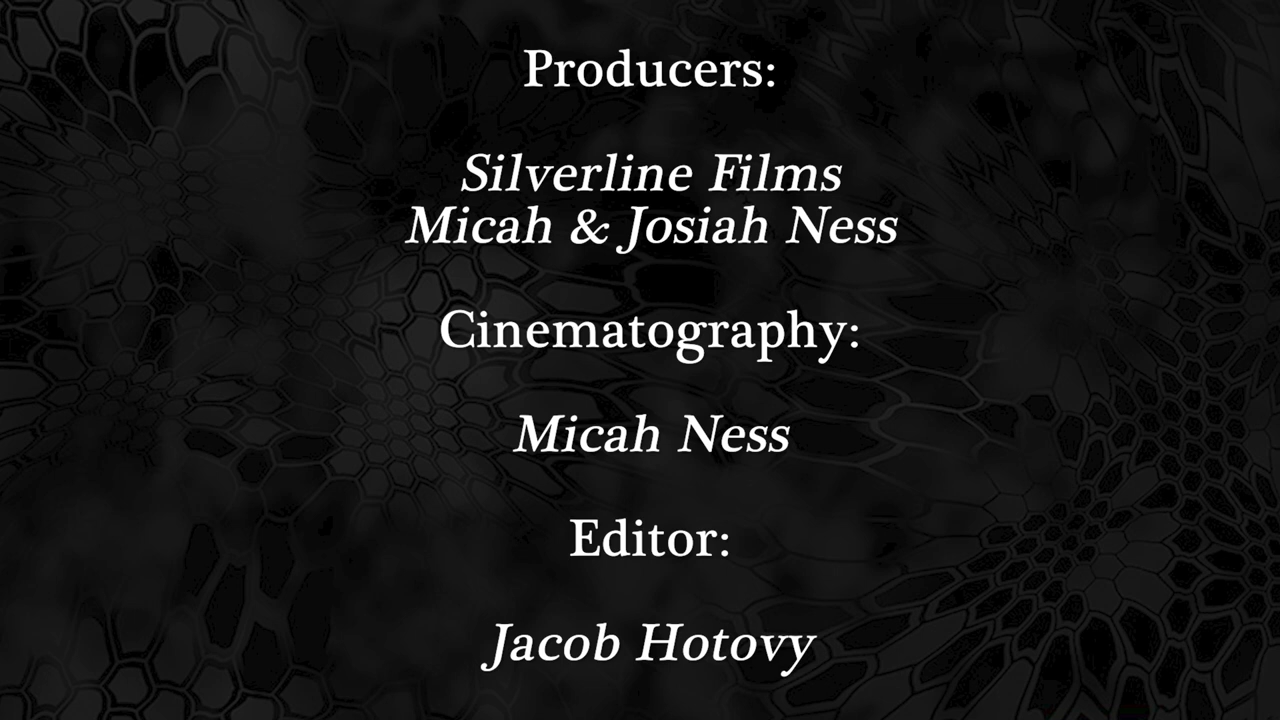 Producers:
Silverline Films
Micah & Josiah Ness
Cinematography:
Micah Ness
Editor:
Jacob Hotovy